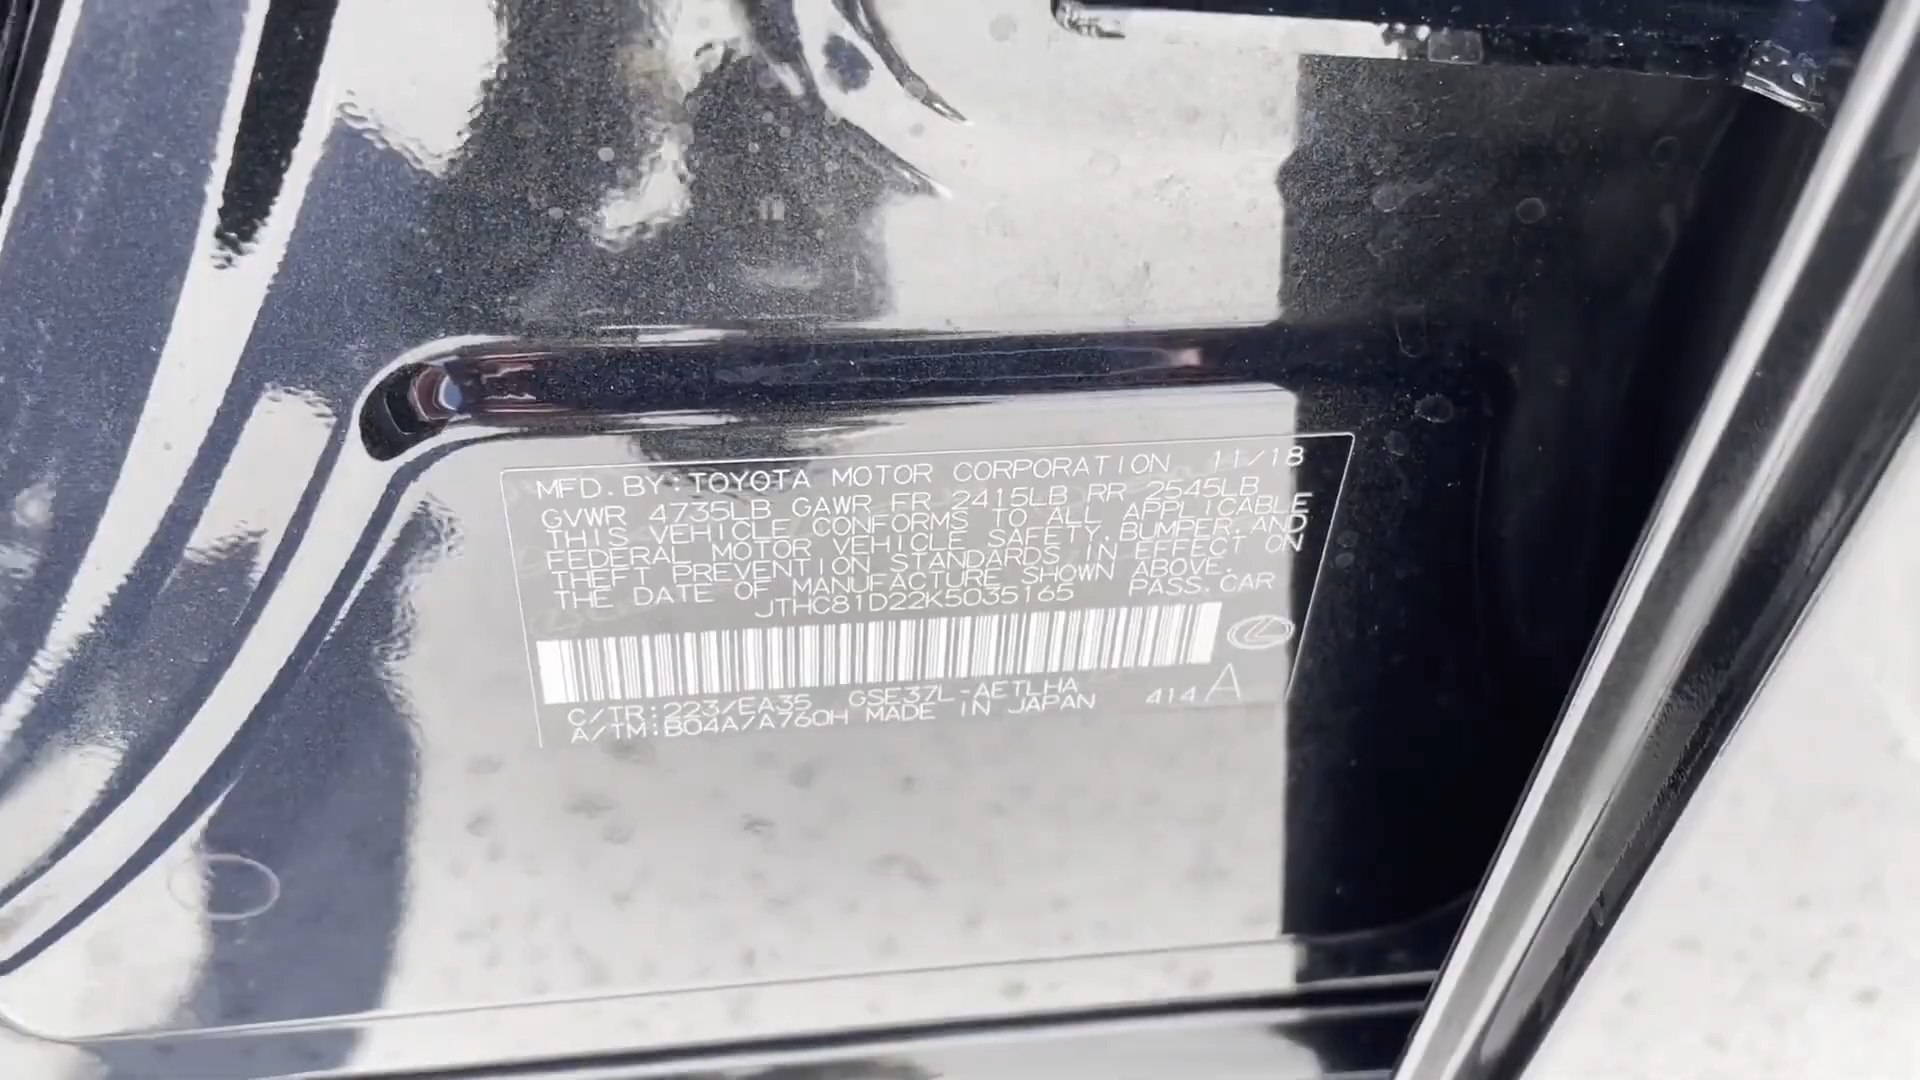 MFD. BY: TOYOTA MOTOR CORPORATION 11/18
GVWR 4735LB GAWR FR 2415LB RR 2545LB
THIS VEHICLE CONFORMS TO ALL APPLICABLE
FEDERAL MOTOR VEHICLE SAFETY, BUMPER, AND
THEFT PREVENTION STANDARDS IN EFFECT ON
THE DATE OF MANUFACTURE SHOWN ABOVE.
JTHC81D22K5035165 PASS. CAR
C/TR:223/EA35 GSE37L-AETLHA
A/TM:B04A/A760H MADE IN JAPAN 414 A